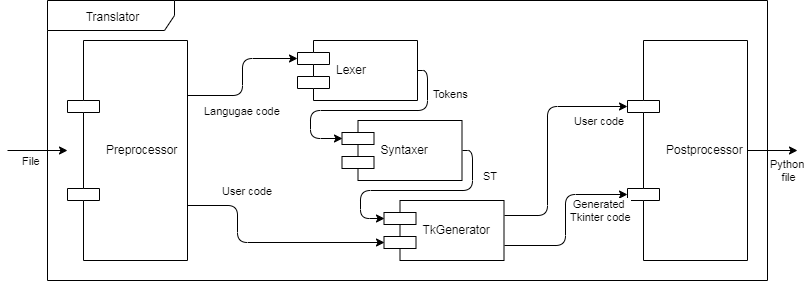 Translator
Lexer
Langugae code
Tokens
File
Preprocessor
Syntaxer
User code
Postprocessor
Python
file
ST
User code
Generated
Tkinter code
TkGenerator